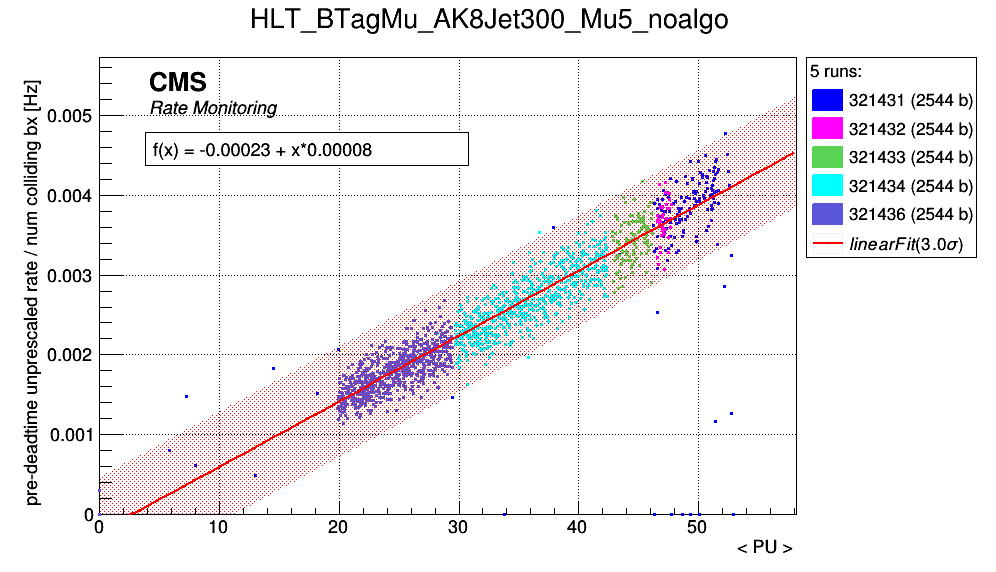 HLT_BTagMu_AK8Jet300_Mu5_noalgo
pre-deadtime unprescaled rate / num colliding bx [Hz]
CMS
Rate Monitoring
f(x) = -0.00023 + x*0.00008
0.005
0.004
0.003
0.002
0.001
0
0 10 20 30 40 50
< PU >
5 runs:
321431 (2544 b)
321432 (2544 b)
321433 (2544 b)
321434 (2544 b)
321436 (2544 b)
linearFit(3.0σ)